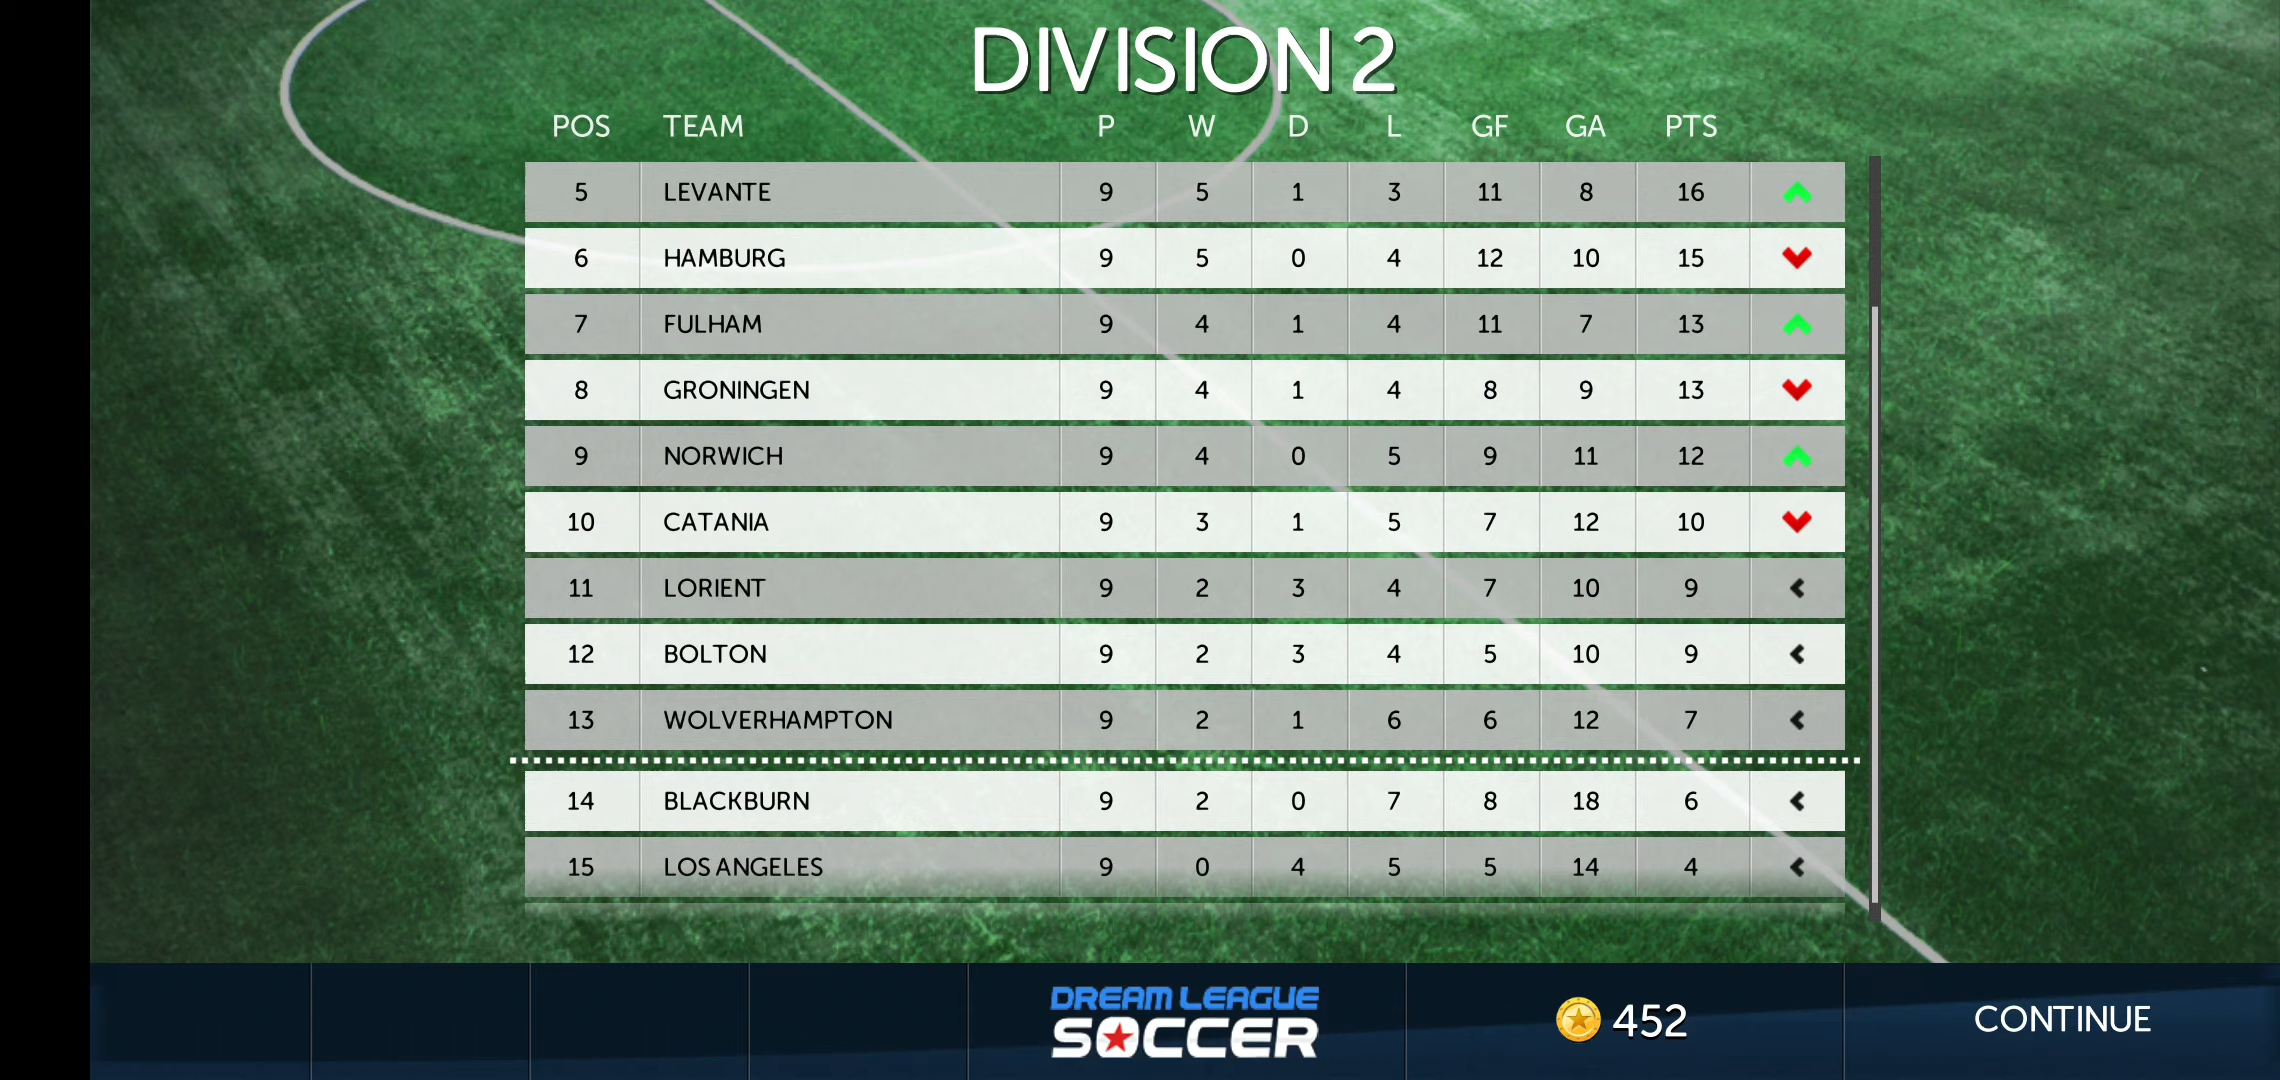 DIVISION 2
POS TEAM P W D L GF GA PTS
5 LEVANTE 9 5 1 3 11 8 16
6 HAMBURG 9 5 0 4 12 10 15
7 FULHAM 9 4 1 4 11 7 13
8 GRONINGEN 9 4 1 4 8 9 13
9 NORWICH 9 4 0 5 9 11 12
10 CATANIA 9 3 1 5 7 12 10
11 LORIENT 9 2 3 4 7 10 9
12 BOLTON 9 2 3 4 5 10 9
13 WOLVERHAMPTON 9 2 1 6 6 12 7
14 BLACKBURN 9 2 0 7 8 18 6
15 LOS ANGELES 9 0 4 5 5 14 4
DREAM LEAGUE
SOCCER
452
CONTINUE